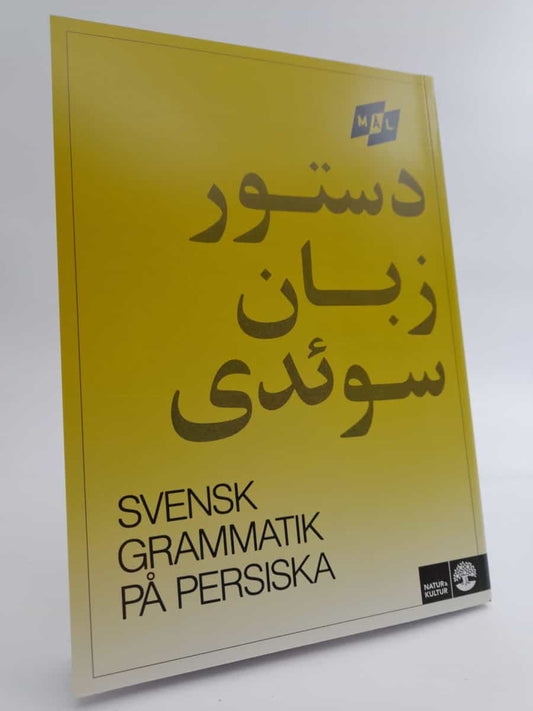 MÅL
دستور
زبان
سوئدی
SVENSK
GRAMMATIK
PÅ PERSISKA
NATUR &
KULTUR